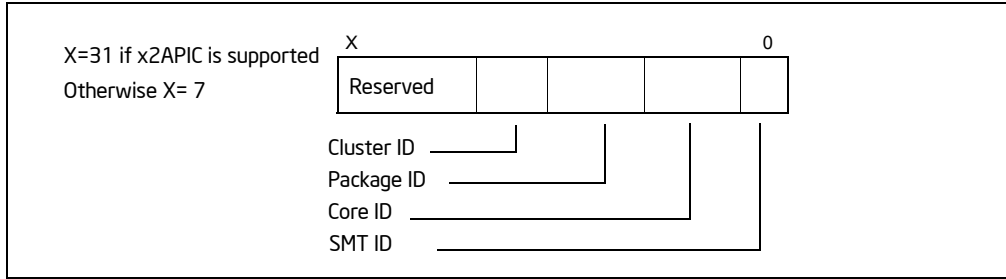 X=31 if x2APIC is supported
Otherwise X= 7
X 0
Reserved
Cluster ID
Package ID
Core ID
SMT ID